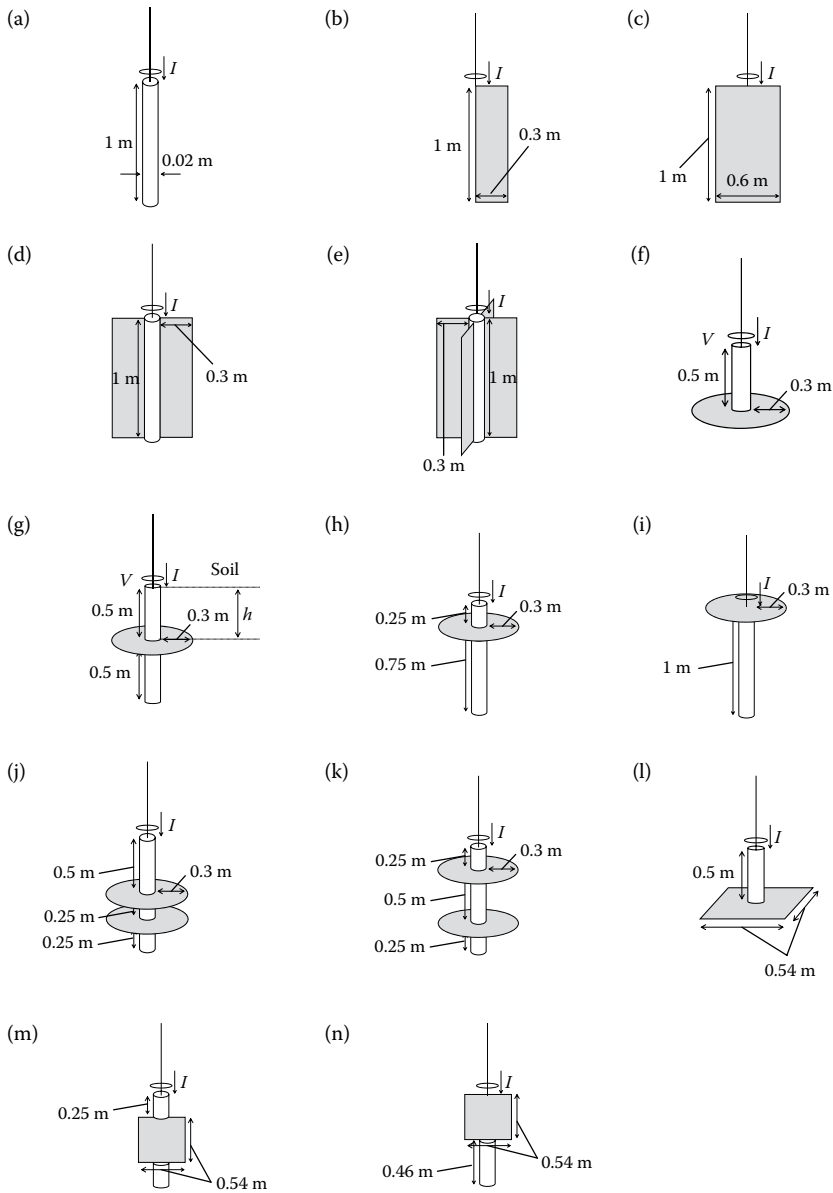 (a)
I
1 m
0.02 m
(b)
I
1 m
0.3 m
(c)
I
1 m
0.6 m
(d)
I
1 m
0.3 m
(e)
I
1 m
0.3 m
(f)
V
I
0.5 m
0.3 m
(g)
V
I
Soil
0.5 m
0.3 m
h
0.5 m
(h)
I
0.25 m
0.3 m
0.75 m
(i)
I
0.3 m
1 m
(j)
I
0.5 m
0.3 m
0.25 m
0.25 m
(k)
I
0.25 m
0.3 m
0.5 m
0.25 m
(l)
I
0.5 m
0.54 m
(m)
I
0.25 m
0.54 m
(n)
I
0.46 m
0.54 m